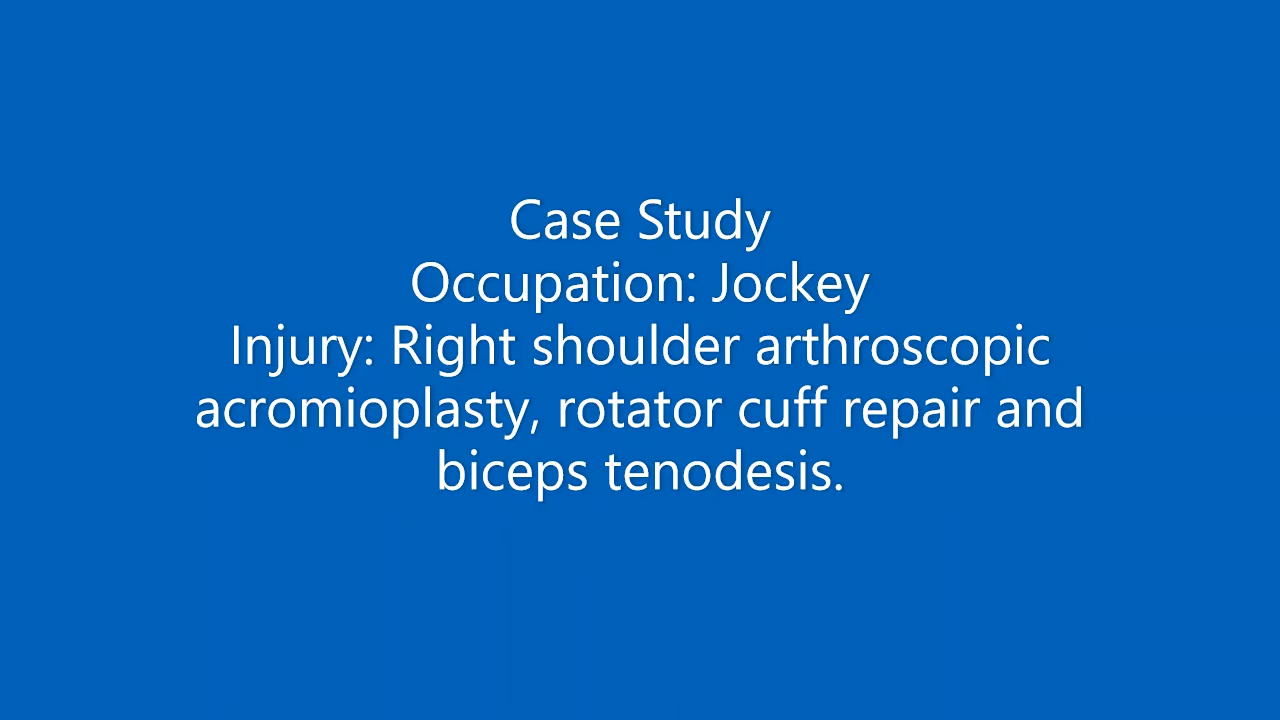 Case Study
Occupation: Jockey
Injury: Right shoulder arthroscopic
acromioplasty, rotator cuff repair and
biceps tenodesis.